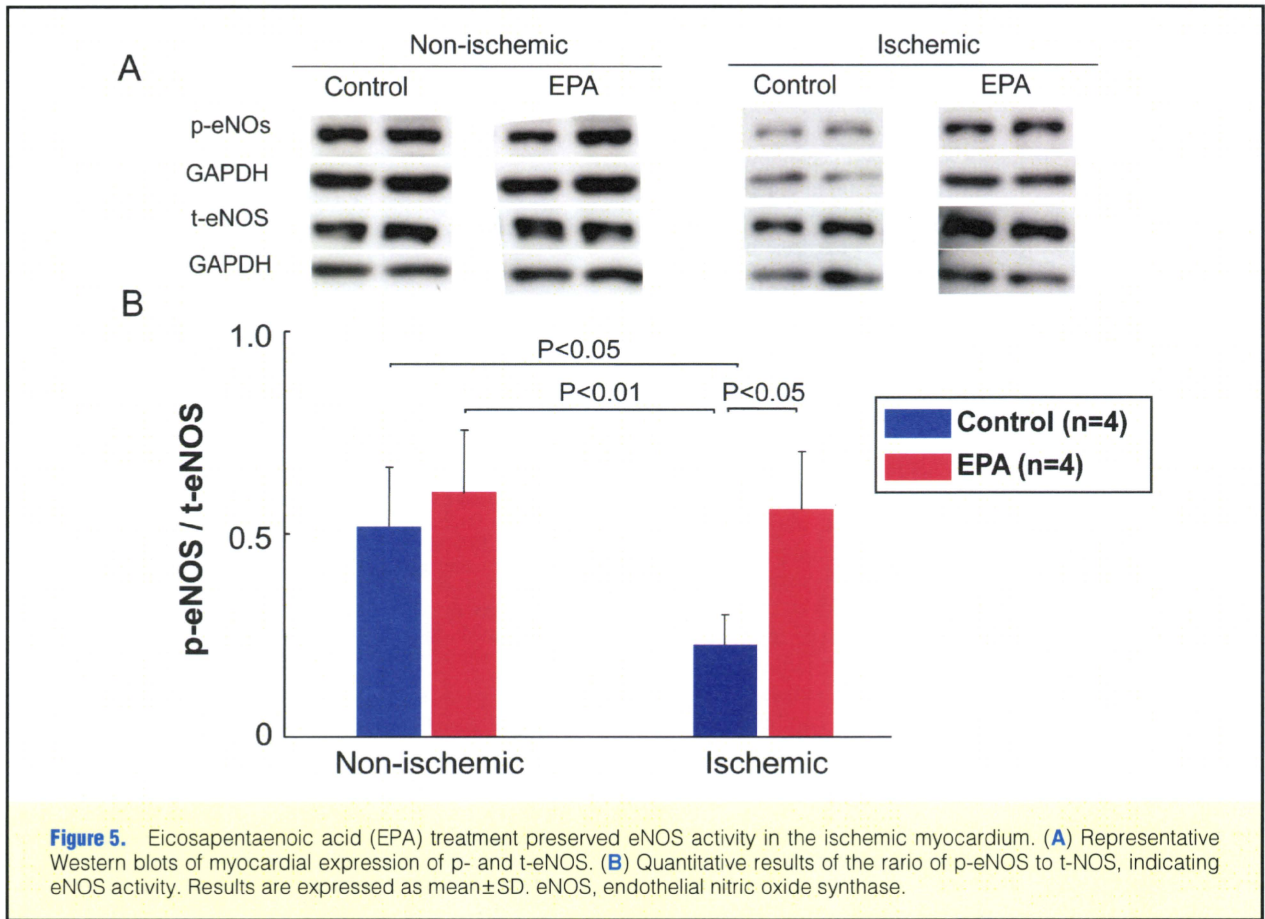 A
Non-ischemic
Ischemic
Control
EPA
Control
EPA
p-eNOs
GAPDH
t-eNOS
GAPDH
B
1.0
0.5
0
p-eNOS / t-eNOS
P<0.05
P<0.01
P<0.05
Control (n=4)
EPA (n=4)
Non-ischemic
Ischemic
Figure 5. Eicosapentaenoic acid (EPA) treatment preserved eNOS activity in the ischemic myocardium. (A) Representative
Western blots of myocardial expression of p- and t-eNOS. (B) Quantitative results of the rario of p-eNOS to t-NOS, indicating
eNOS activity. Results are expressed as mean±SD. eNOS, endothelial nitric oxide synthase.